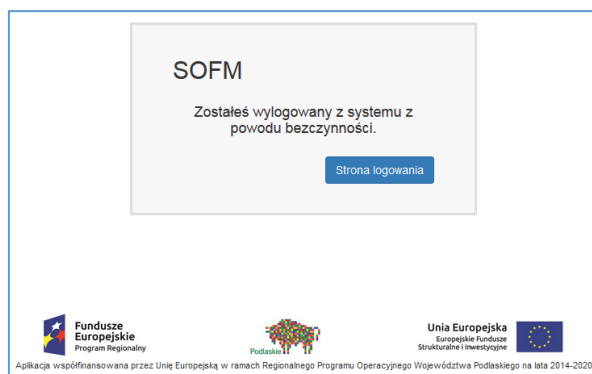 SOFM
Zostałeś wylogowany z systemu z
powodu bezczynności.
Strona logowania
Fundusze
Europejskie
Program Regionalny
Podlaskie
Unia Europejska
Europejskie Fundusze
Strukturalne i Inwestycyjne
Aplikacja współfinansowana przez Unię Europejską w ramach Regionalnego Programu Operacyjnego Województwa Podlaskiego na lata 2014-2020